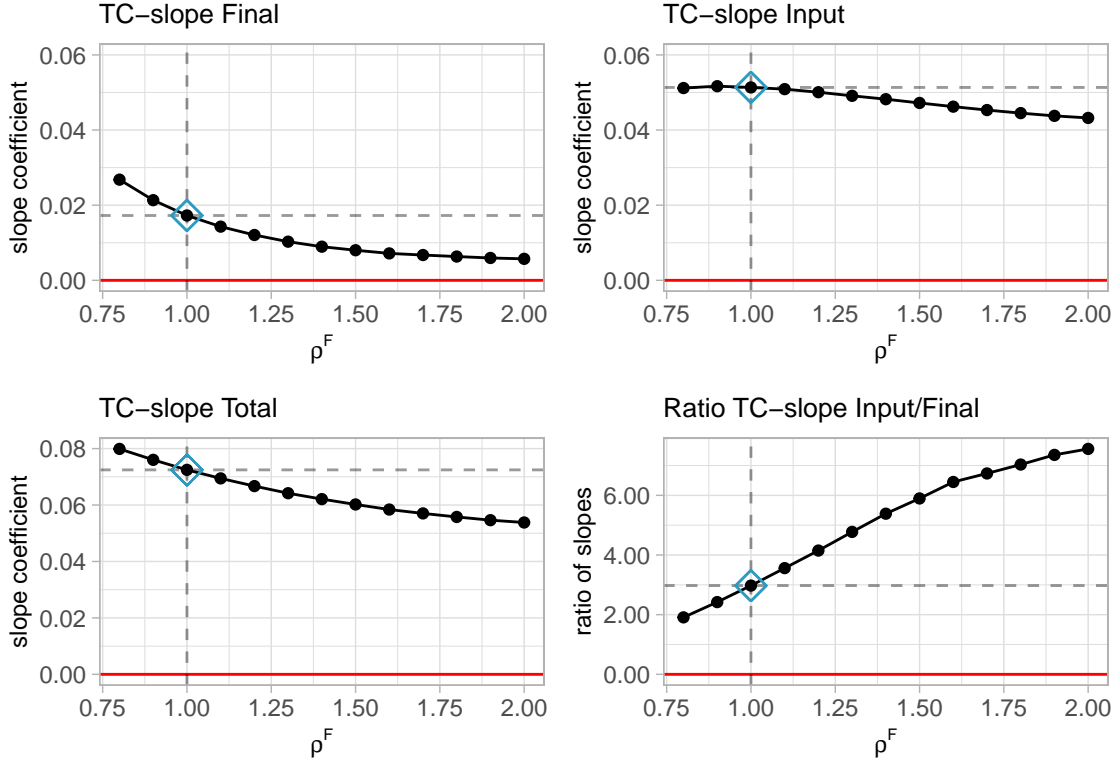 TC−slope Final
slope coefficient
0.06
0.04
0.02
0.00
0.75 1.00 1.25 1.50 1.75 2.00
ρF
TC−slope Input
slope coefficient
0.06
0.04
0.02
0.00
0.75 1.00 1.25 1.50 1.75 2.00
ρF
TC−slope Total
slope coefficient
0.08
0.06
0.04
0.02
0.00
0.75 1.00 1.25 1.50 1.75 2.00
ρF
Ratio TC−slope Input/Final
ratio of slopes
6.00
4.00
2.00
0.00
0.75 1.00 1.25 1.50 1.75 2.00
ρF